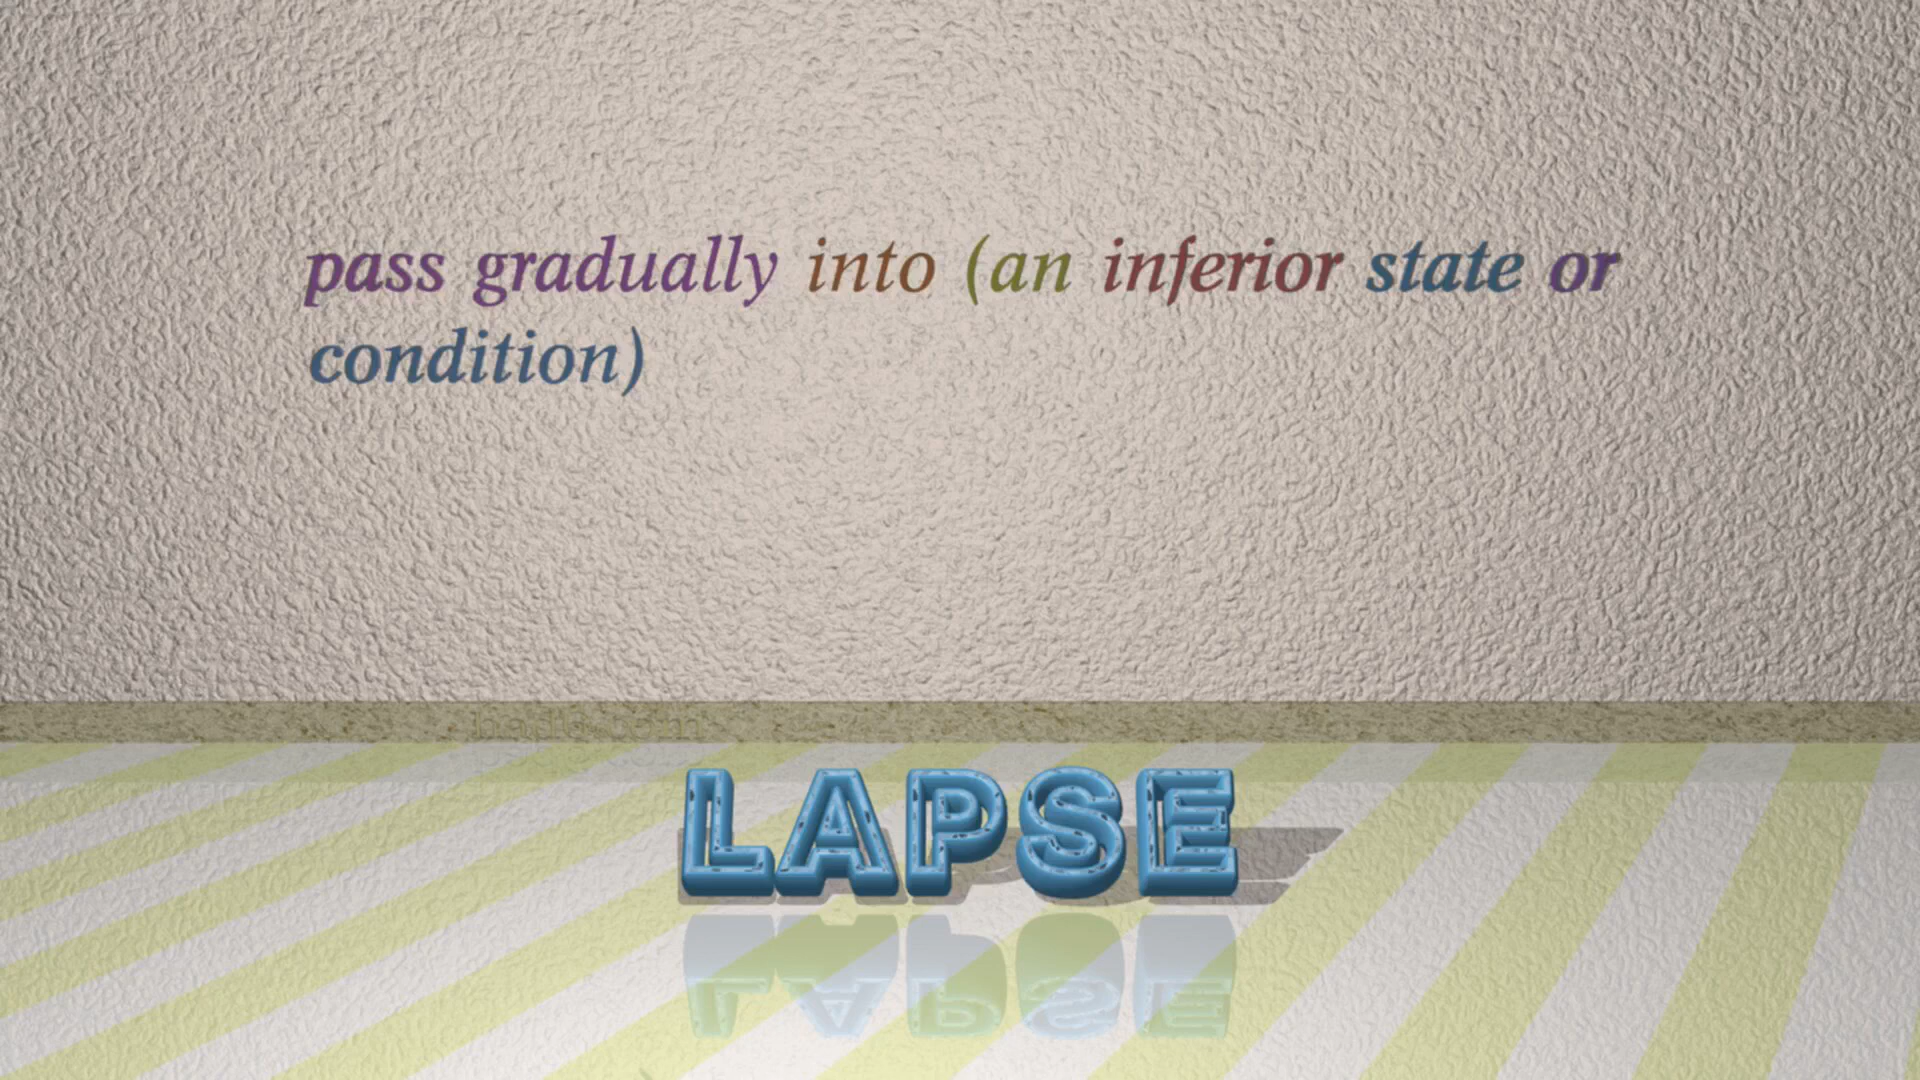 pass gradually into (an inferior state or
condition)
LAPSE